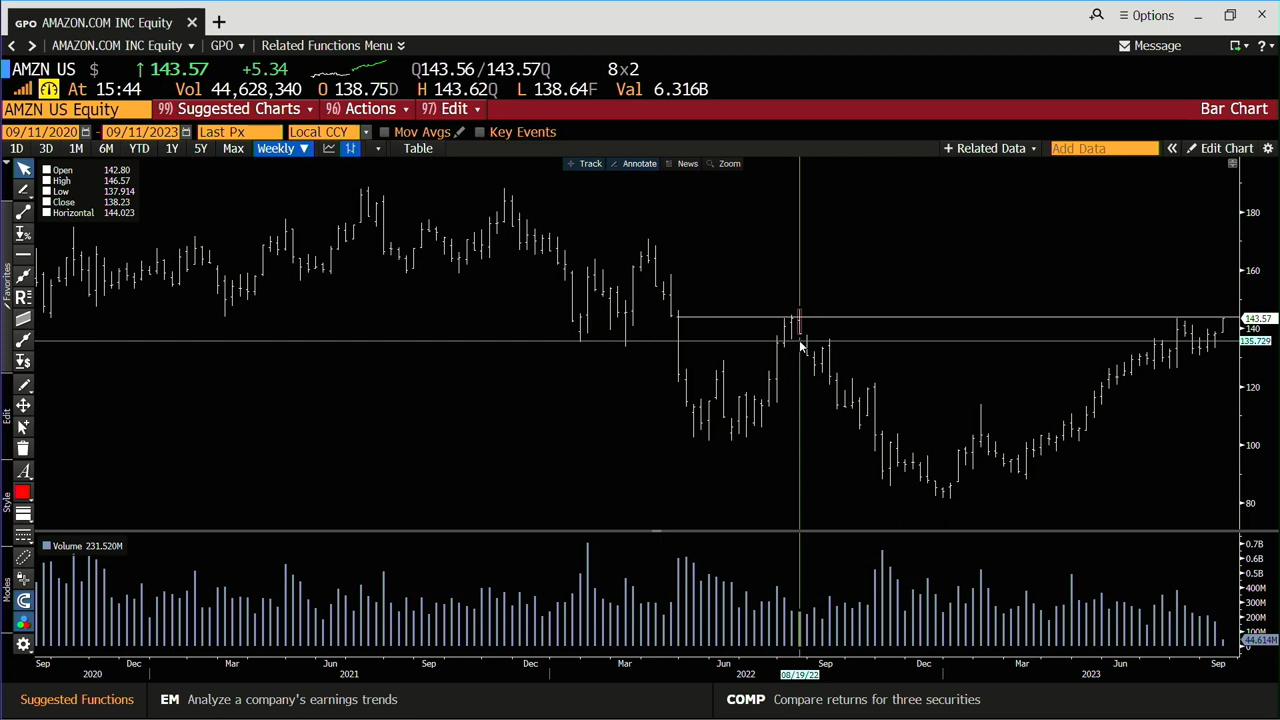 GPO AMAZON.COM INC Equity × +
Options
AMAZON.COM INC Equity GPO Related Functions Menu
Message
AMZN US $ ↑ 143.57 +5.34 Q143.56/143.57Q 8x2
At 15:44 Vol 44,628,340 O 138.75D H 143.62Q L 138.64F Val 6.316B
AMZN US Equity 99) Suggested Charts 96) Actions 97) Edit Bar Chart
09/11/2020 - 09/11/2023 Last Px Local CCY Mov Avgs Key Events
1D 3D 1M 6M YTD 1Y 5Y Max Weekly ▼ Table + Related Data Add Data « Edit Chart
Track Annotate News Zoom
Open 142.80
High 146.57
Low 137.914
Close 138.23
Horizontal 144.023
180
160
143.57
140
135.729
120
100
80
Favorites
Edit
Style
Modes
Volume 231.520M
0.7B
0.6B
0.5B
400M
300M
200M
100M
44.614M
0
Sep Dec Mar Jun Sep Dec Mar Jun Sep Dec Mar Jun Sep
2020 2021 2022 08/19/22 2023
Suggested Functions EM Analyze a company's earnings trends COMP Compare returns for three securities